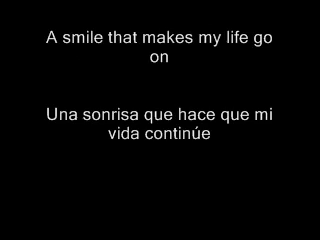 A smile that makes my life go
on
Una sonrisa que hace que mi
vida continúe